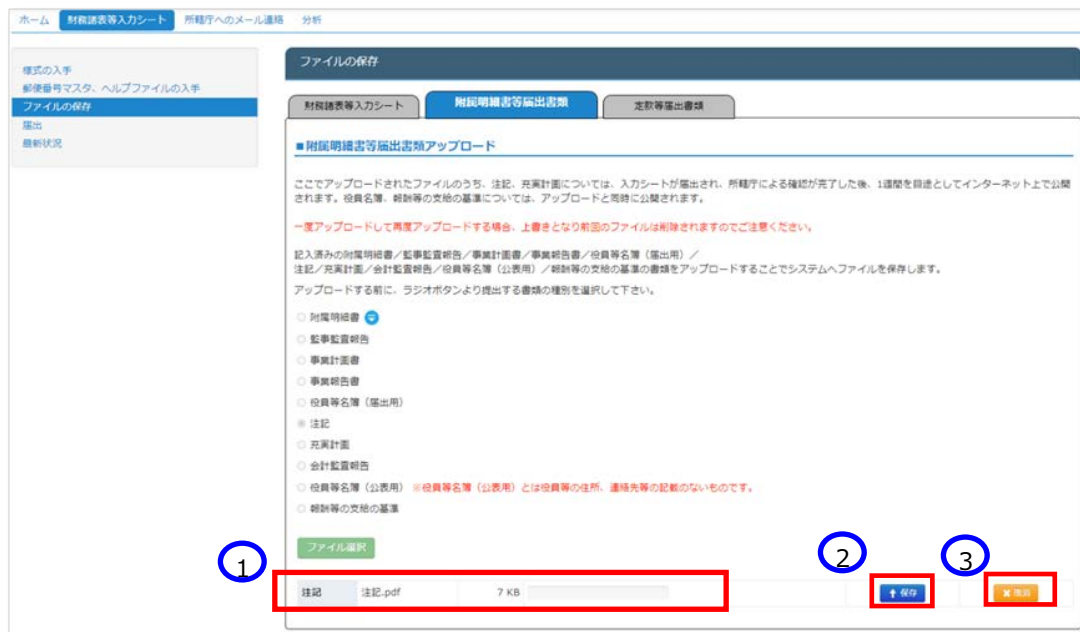 ホーム 財務諸表等入力シート 所轄庁へのメール連絡 分析
様式の入手
郵便番号マスタ、ヘルプファイルの入手
ファイルの保存
届出
最新状況
ファイルの保存
財務諸表等入力シート 附属明細書等届出書類 定款等届出書類
■附属明細書等届出書類アップロード
ここでアップロードされたファイルのうち、注記、充実計画については、入力シートが届出され、所轄庁による確認が完了した後、1週間を目途としてインターネット上で公開
されます。役員名簿、報酬等の支給の基準については、アップロードと同時に公開されます。
一度アップロードして再度アップロードする場合、上書きとなり前回のファイルは削除されますのでご注意ください。
記入済みの附属明細書／監事監査報告／事業計画書／事業報告書／役員等名簿（届出用）／
注記／充実計画／会計監査報告／役員等名簿（公表用）／報酬等の支給の基準の書類をアップロードすることでシステムへファイルを保存します。
アップロードする前に、ラジオボタンより提出する書類の種別を選択して下さい。
附属明細書
監事監査報告
事業計画書
事業報告書
役員等名簿（届出用）
注記
充実計画
会計監査報告
役員等名簿（公表用） ※役員等名簿（公表用）とは役員等の住所、連絡先等の記載のないものです。
報酬等の支給の基準
ファイル選択
1 2 3
注記 注記.pdf 7 KB 保存 取消